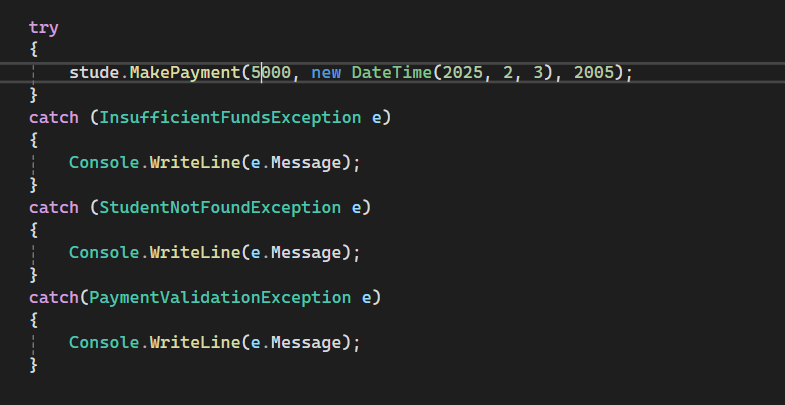 try
{
    stude.MakePayment(5000, new DateTime(2025, 2, 3), 2005);
}
catch (InsufficientFundsException e)
{
    Console.WriteLine(e.Message);
}
catch (StudentNotFoundException e)
{
    Console.WriteLine(e.Message);
}
catch(PaymentValidationException e)
{
    Console.WriteLine(e.Message);
}